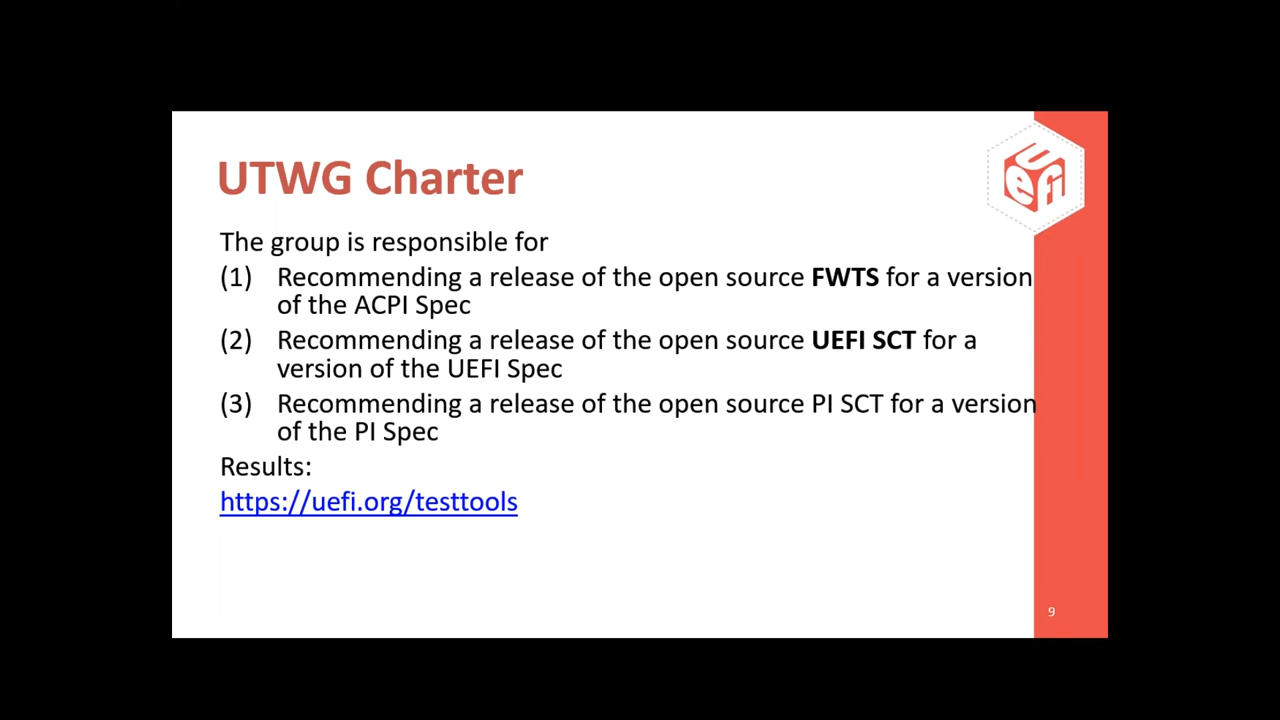 UTWG Charter
UEFI
The group is responsible for
(1) Recommending a release of the open source FWTS for a version
of the ACPI Spec
(2) Recommending a release of the open source UEFI SCT for a
version of the UEFI Spec
(3) Recommending a release of the open source PI SCT for a version
of the PI Spec
Results:
https://uefi.org/testtools
9